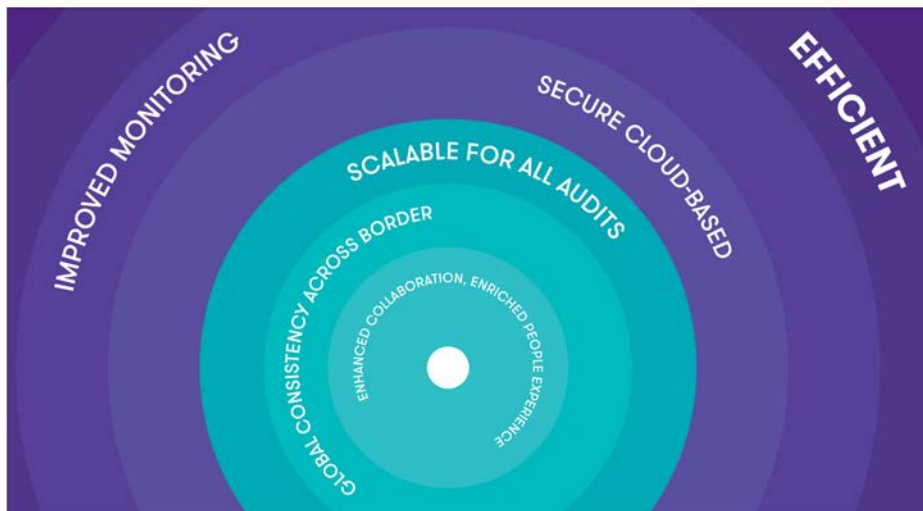 IMPROVED MONITORING
EFFICIENT
SECURE CLOUD-BASED
SCALABLE FOR ALL AUDITS
GLOBAL CONSISTENCY ACROSS BORDER
ENHANCED COLLABORATION, ENRICHED PEOPLE EXPERIENCE